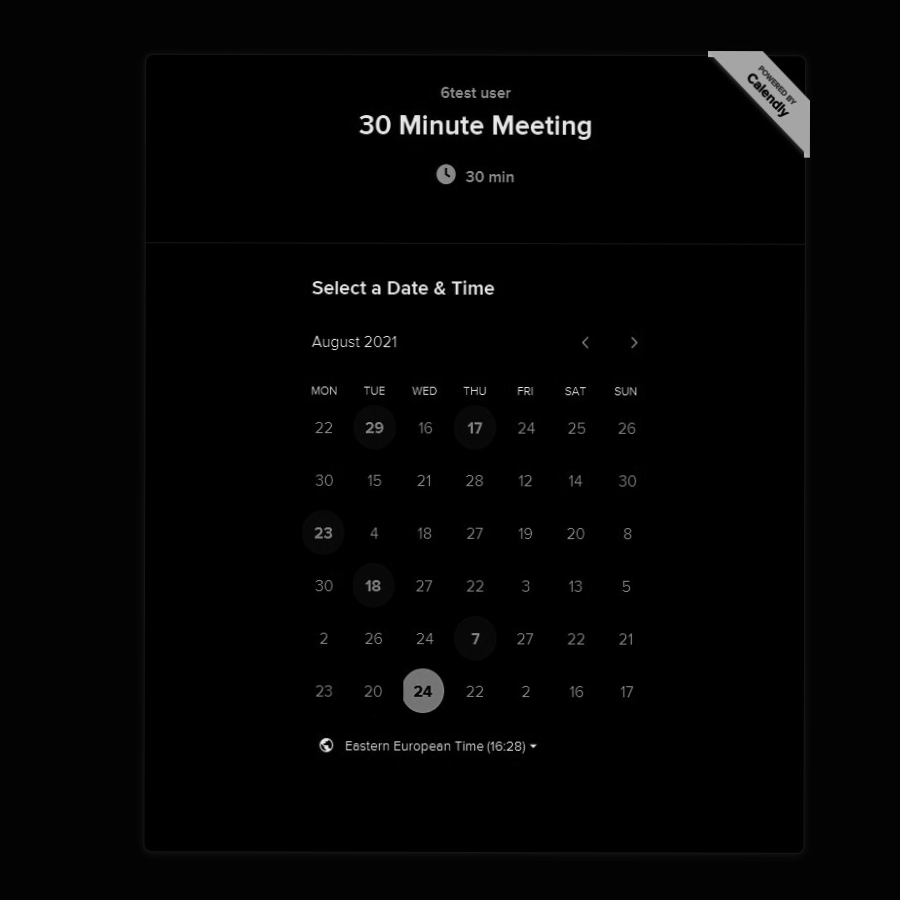 POWERED BY
Calendly
6test user
30 Minute Meeting
30 min
Select a Date & Time
August 2021
MON TUE WED THU FRI SAT SUN
22 29 16 17 24 25 26
30 15 21 28 12 14 30
23 4 18 27 19 20 8
30 18 27 22 3 13 5
2 26 24 7 27 22 21
23 20 24 22 2 16 17
Eastern European Time (16:28)